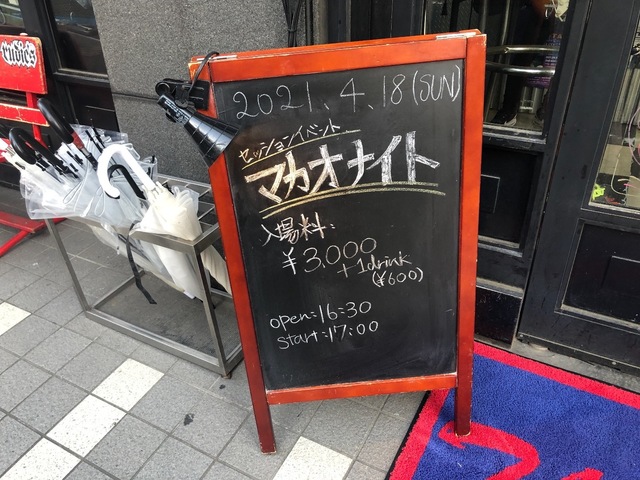 rudie's
2021.4.18(SUN)
セッションイベント
マカオナイト
入場料:
¥3,000
+1drink
(¥600)
open:16:30
start:17:00